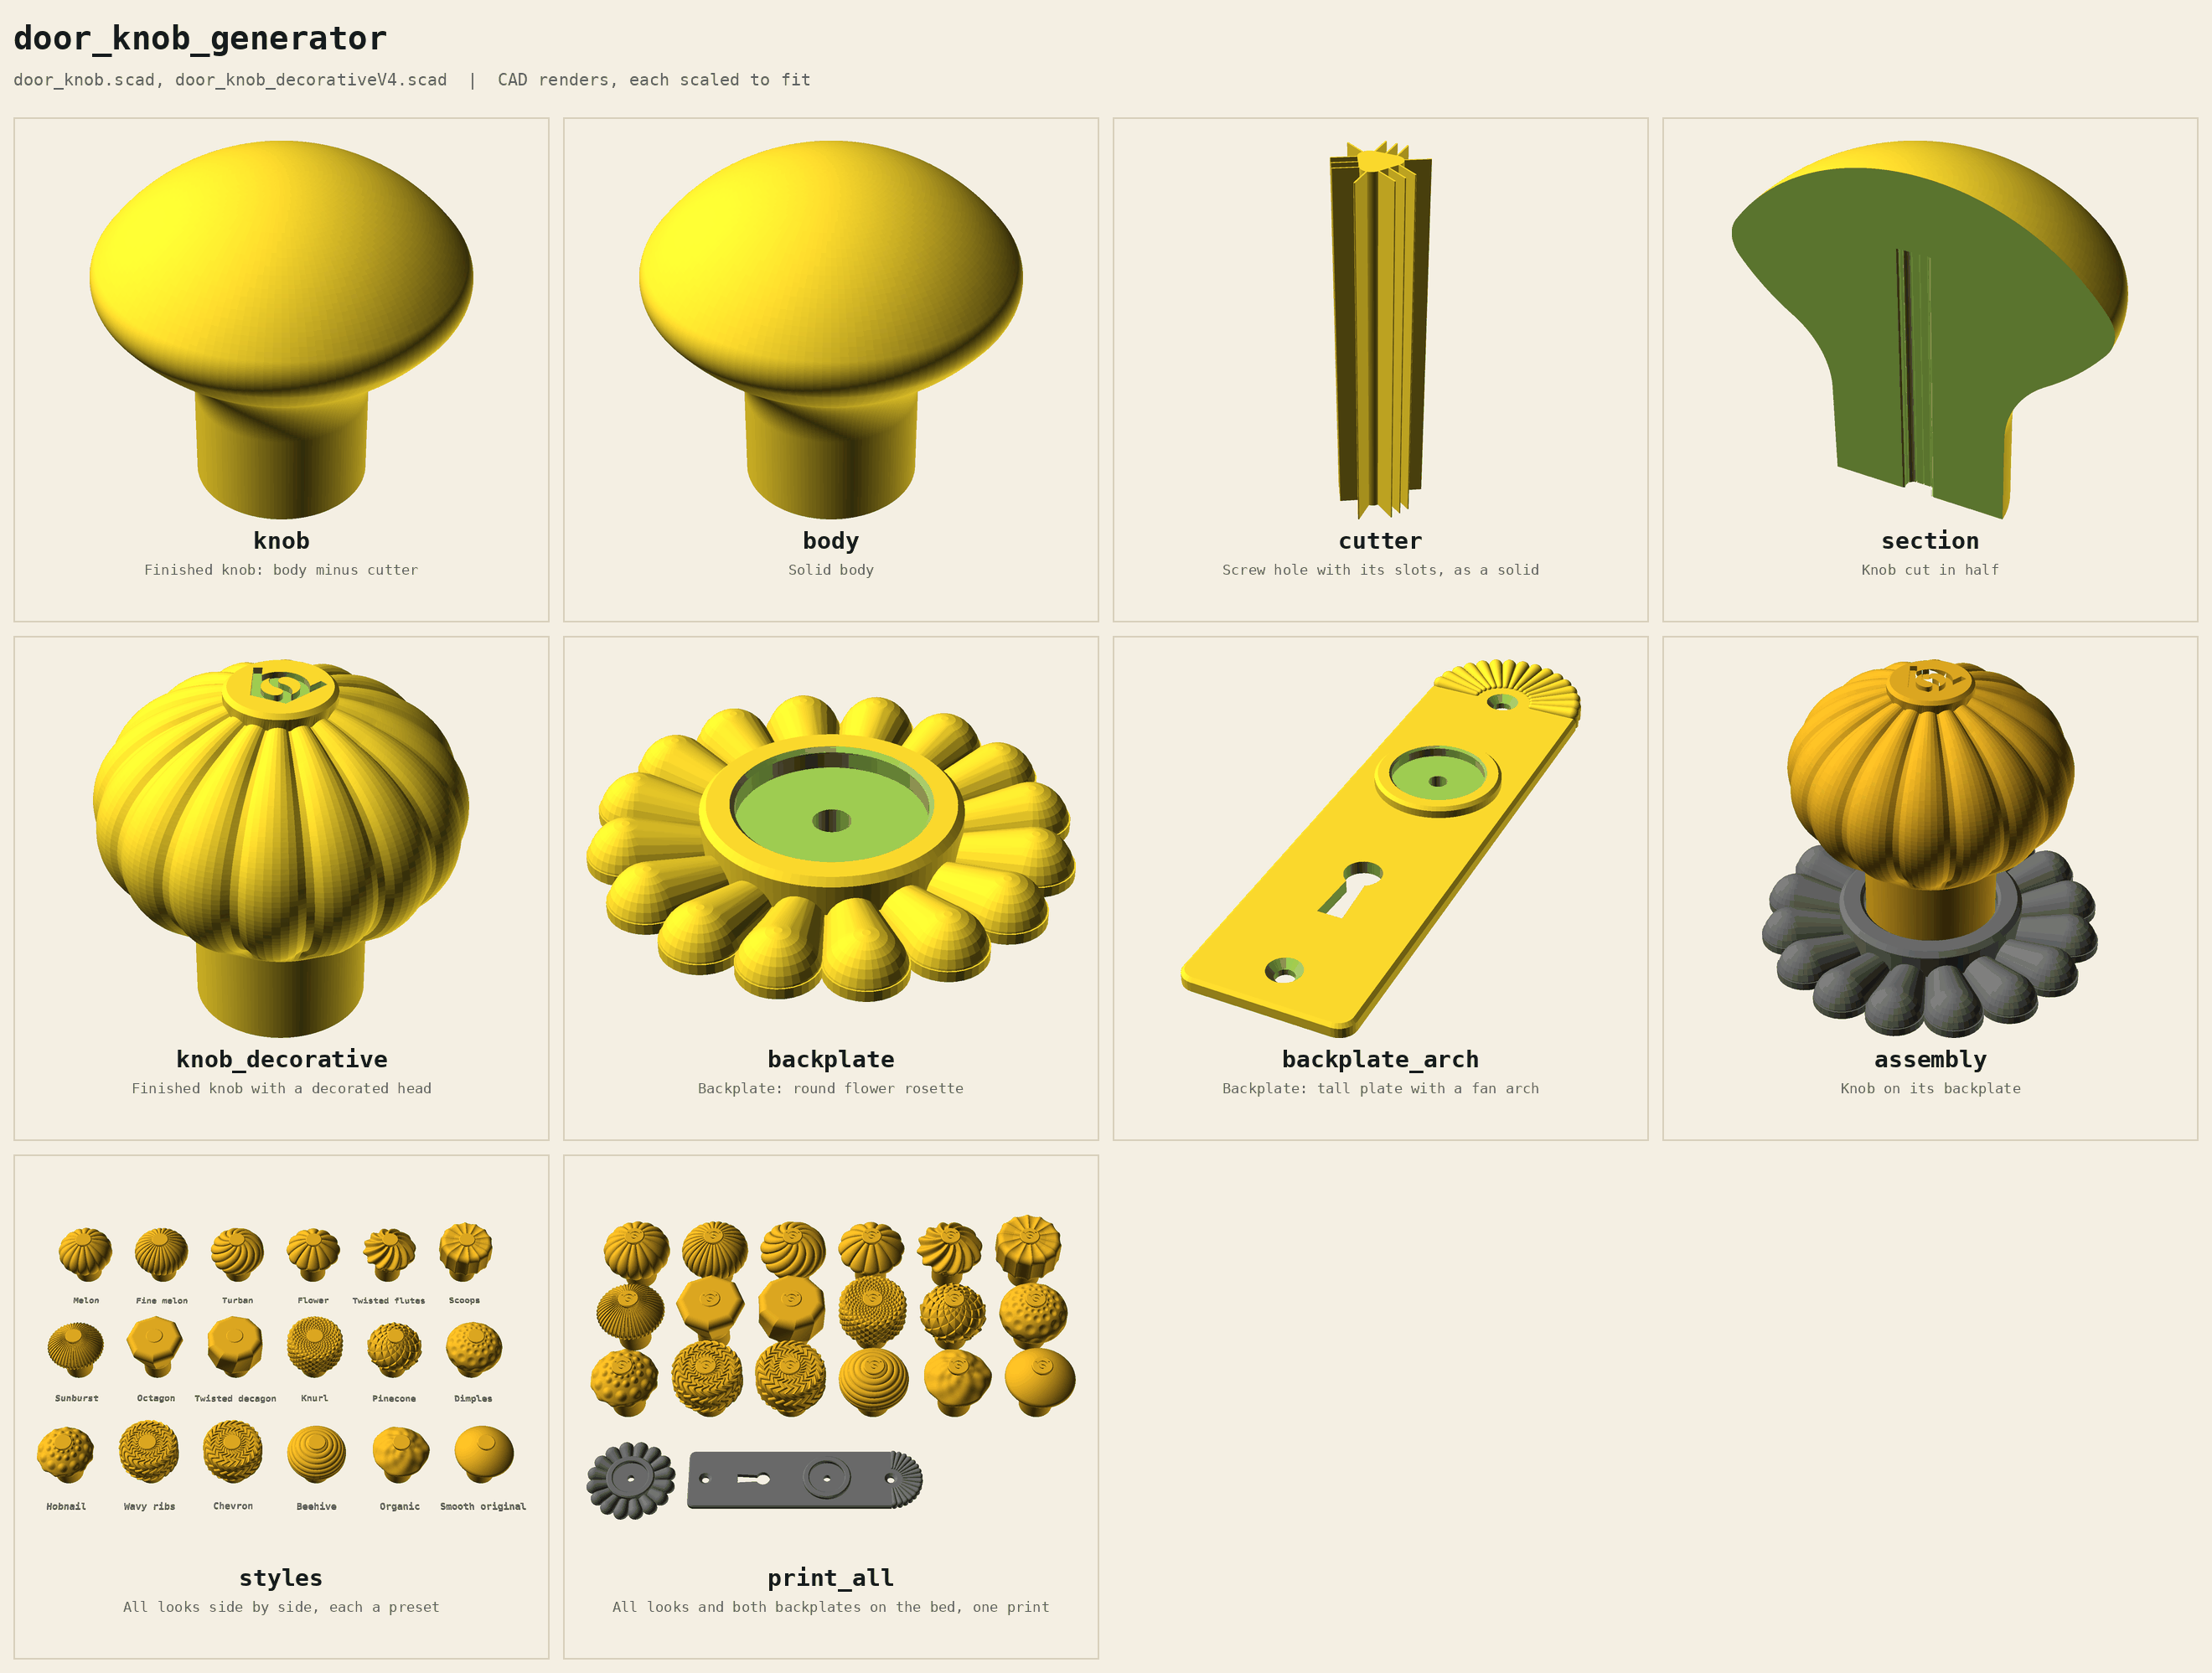 door_knob_generator
door_knob.scad, door_knob_decorativeV4.scad  |  CAD renders, each scaled to fit
knob
Finished knob: body minus cutter
body
Solid body
cutter
Screw hole with its slots, as a solid
section
Knob cut in half
knob_decorative
Finished knob with a decorated head
backplate
Backplate: round flower rosette
backplate_arch
Backplate: tall plate with a fan arch
assembly
Knob on its backplate
Melon Fine melon Turban Flower Twisted flutes Scoops
Sunburst Octagon Twisted decagon Knurl Pinecone Dimples
Hobnail Wavy ribs Chevron Beehive Organic Smooth original
styles
All looks side by side, each a preset
print_all
All looks and both backplates on the bed, one print